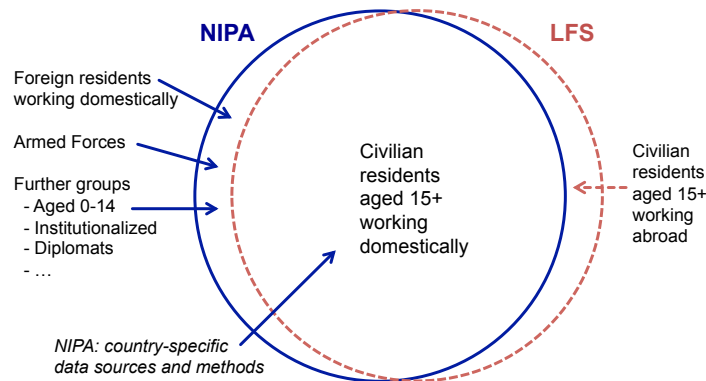 NIPA
LFS
Foreign residents
working domestically
Armed Forces
Further groups
- Aged 0-14
- Institutionalized
- Diplomats
- …
Civilian
residents
aged 15+
working
domestically
Civilian
residents
aged 15+
working
abroad
NIPA: country-specific
data sources and methods